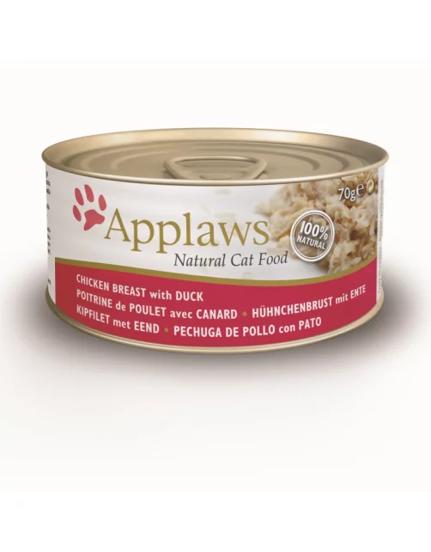 70g e
Applaws
100%
NATURAL
Natural Cat Food
CHICKEN BREAST with DUCK
POITRINE de POULET avec CANARD • HÜHNCHENBRUST mit ENTE
KIPFILET met EEND • PECHUGA DE POLLO con PATO